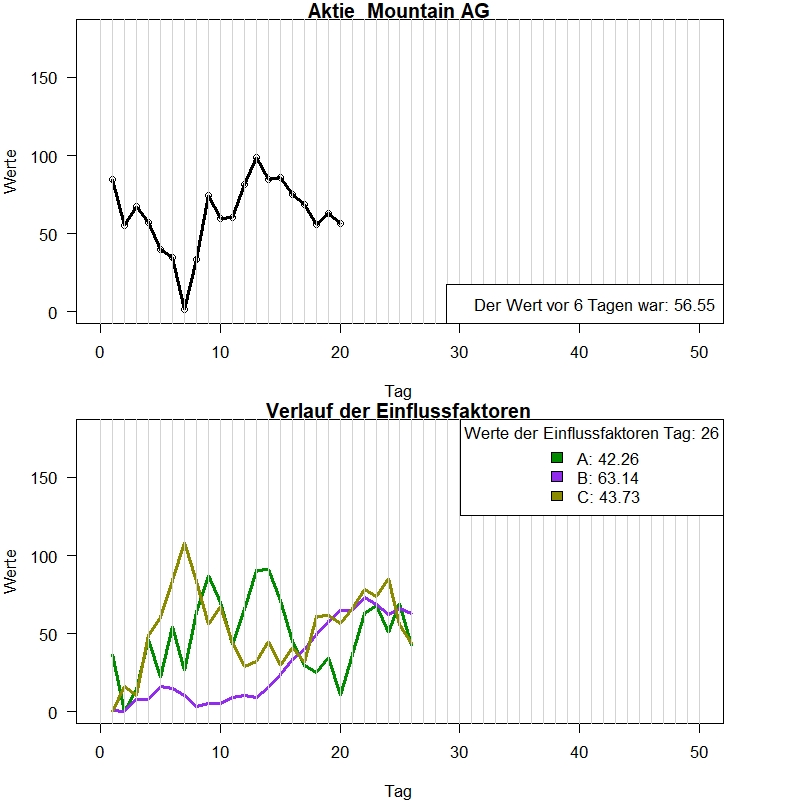 Aktie  Mountain AG
Werte
150
100
50
0
Der Wert vor 6 Tagen war: 56.55
0 10 20 30 40 50
Tag
Verlauf der Einflussfaktoren
Werte
150
100
50
0
Werte der Einflussfaktoren Tag: 26
A: 42.26
B: 63.14
C: 43.73
0 10 20 30 40 50
Tag